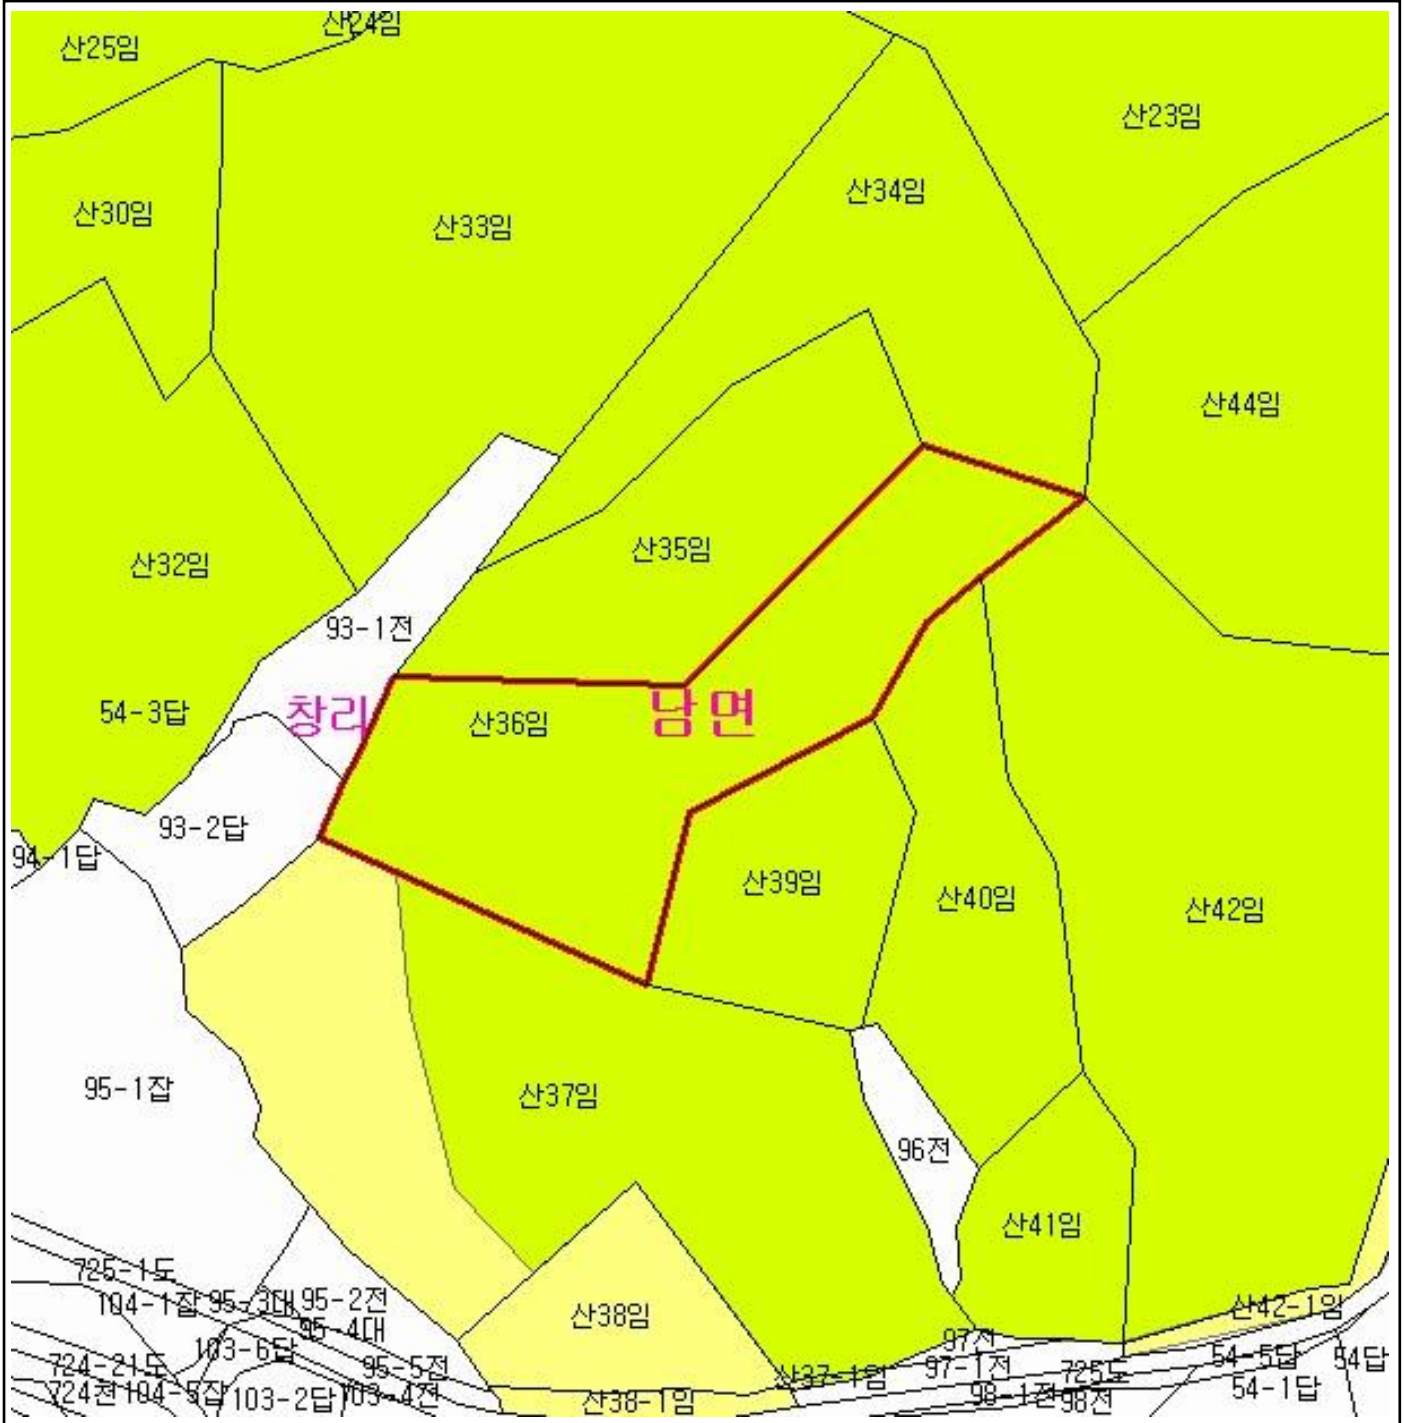 산24임
산25임
산23임
산34임
산30임
산33임
산44임
산35임
산32임
93-1전
54-3답
창리
산36임
남면
93-2답
94-1답
산39임
산40임
산42임
95-1잡
산37임
96전
산41임
725-1도
104-1잡
95-3대
95-2전
산42-1임
산38임
95-4대
103-6답
97전
54-5답
54답
724-21도
95-5전
산37-1임
97-1전
725도
724전
104-5잡
103-2답
103-4전
산38-1임
98-1전
98전
54-1답